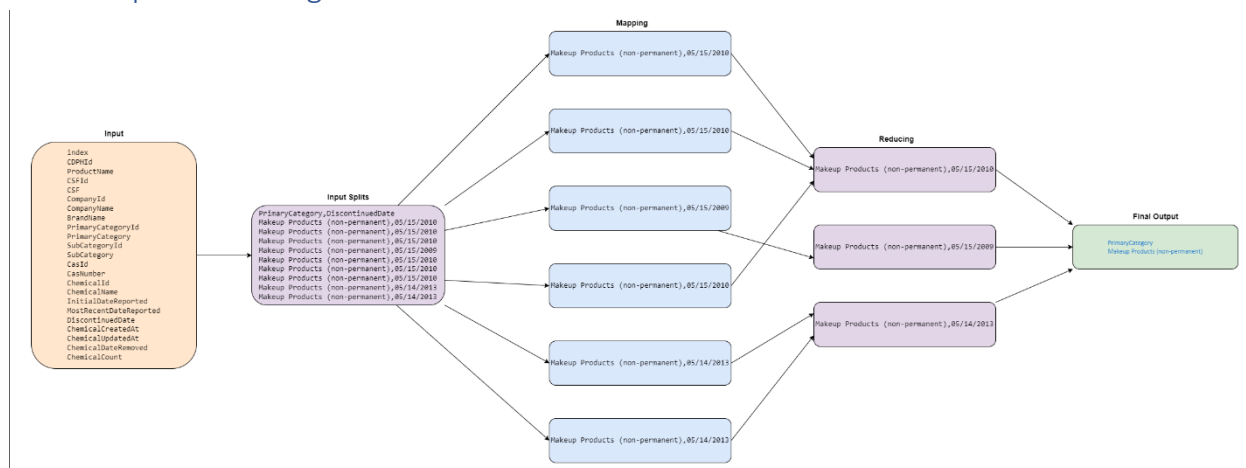 Input
index
CDPHId
ProductName
CSFId
CSF
CompanyId
CompanyName
BrandName
PrimaryCategoryId
PrimaryCategory
SubCategoryId
SubCategory
CasId
CasNumber
ChemicalId
ChemicalName
InitialDateReported
MostRecentDateReported
DiscontinuedDate
ChemicalCreatedAt
ChemicalUpdatedAt
ChemicalDateRemoved
ChemicalCount
Input Splits
PrimaryCategory,DiscontinuedDate
Makeup Products (non-permanent),05/15/2010
Makeup Products (non-permanent),05/15/2010
Makeup Products (non-permanent),05/15/2010
Makeup Products (non-permanent),05/15/2009
Makeup Products (non-permanent),05/15/2010
Makeup Products (non-permanent),05/15/2010
Makeup Products (non-permanent),05/15/2010
Makeup Products (non-permanent),05/14/2013
Makeup Products (non-permanent),05/14/2013
Mapping
Makeup Products (non-permanent),05/15/2010
Makeup Products (non-permanent),05/15/2010
Makeup Products (non-permanent),05/15/2009
Makeup Products (non-permanent),05/15/2010
Makeup Products (non-permanent),05/14/2013
Makeup Products (non-permanent),05/14/2013
Reducing
Makeup Products (non-permanent),05/15/2010
Makeup Products (non-permanent),05/15/2009
Makeup Products (non-permanent),05/14/2013
Final Output
PrimaryCategory
Makeup Products (non-permanent)